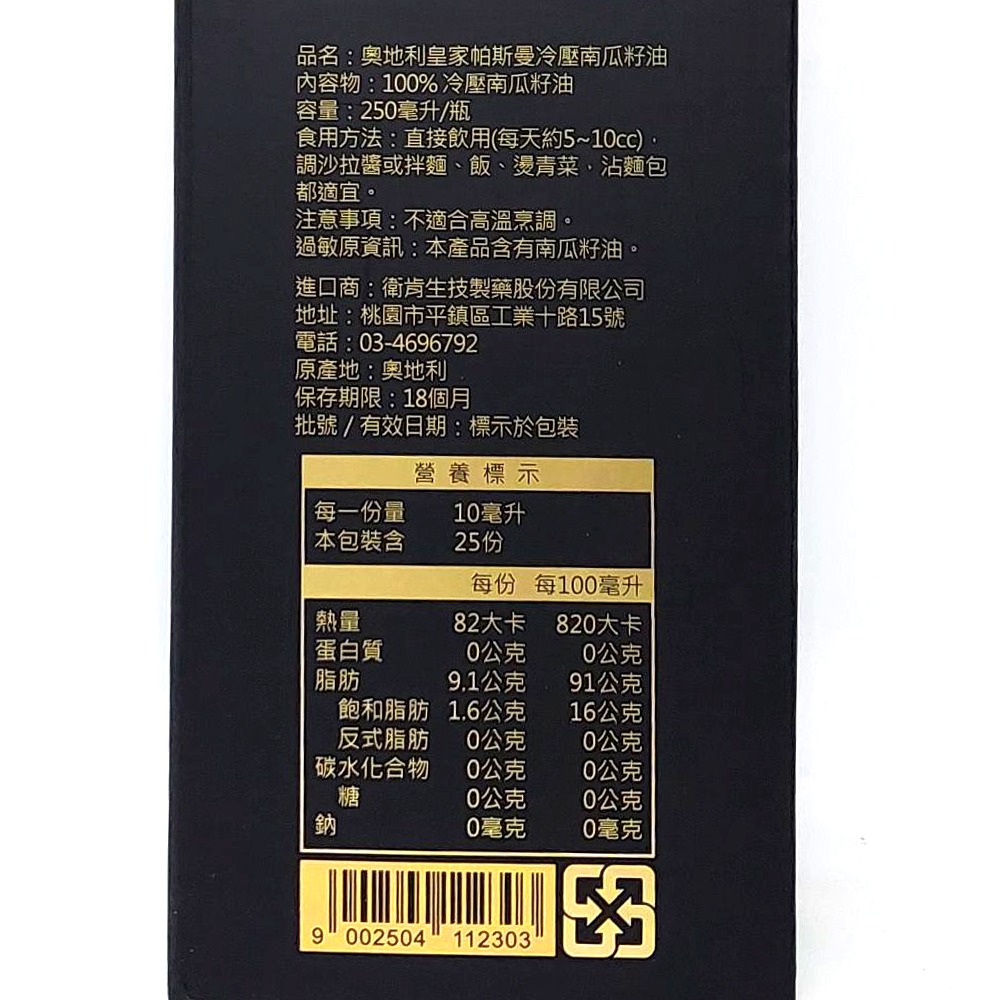 品名：奧地利皇家帕斯曼冷壓南瓜籽油
內容物：100% 冷壓南瓜籽油
容量：250毫升/瓶
食用方法：直接飲用(每天約5~10cc)，
調沙拉醬或拌麵、飯、燙青菜，沾麵包
都適宜。
注意事項：不適合高溫烹調。
過敏原資訊：本產品含有南瓜籽油。
進口商：衛肯生技製藥股份有限公司
地址：桃園市平鎮區工業十路15號
電話：03-4696792
原產地：奧地利
保存期限：18個月
批號 / 有效日期：標示於包裝
營養標示
每一份量 10毫升
本包裝含 25份
每份 每100毫升
熱量 82大卡 820大卡
蛋白質 0公克 0公克
脂肪 9.1公克 91公克
飽和脂肪 1.6公克 16公克
反式脂肪 0公克 0公克
碳水化合物 0公克 0公克
糖 0公克 0公克
鈉 0毫克 0毫克
9 002504 112303